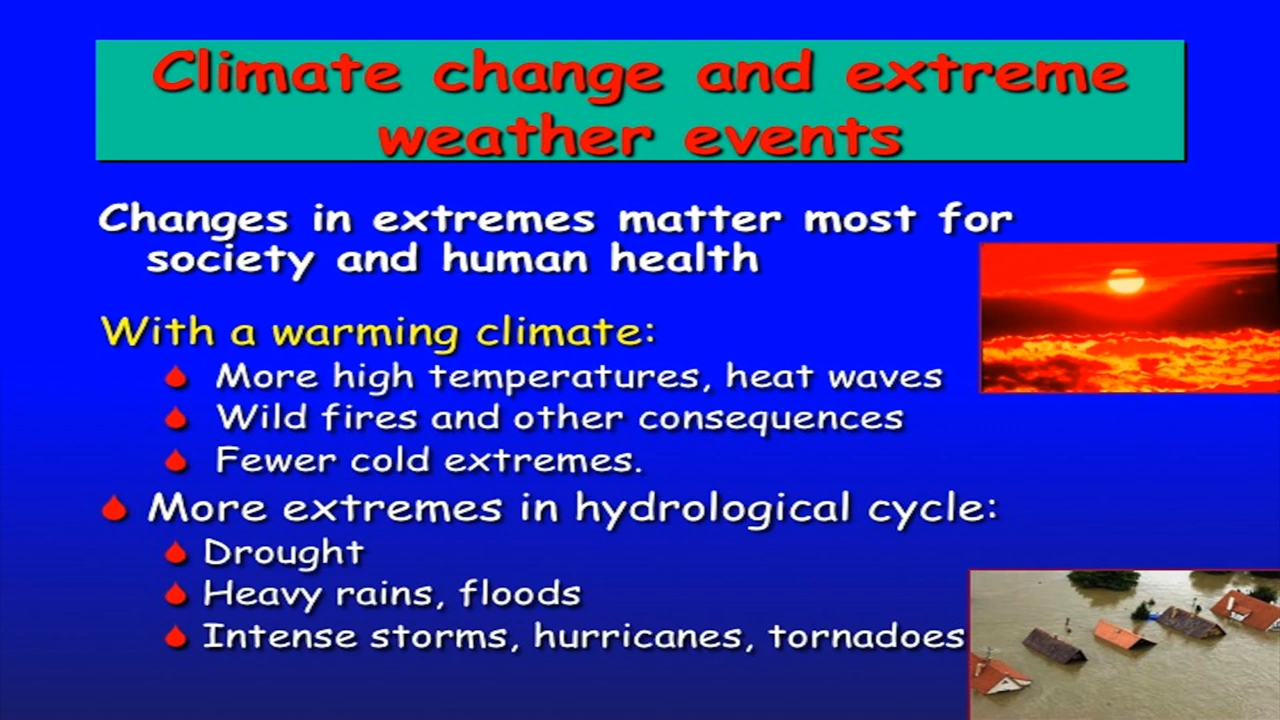 Climate change and extreme
weather events
Changes in extremes matter most for
society and human health
With a warming climate:
More high temperatures, heat waves
Wild fires and other consequences
Fewer cold extremes.
More extremes in hydrological cycle:
Drought
Heavy rains, floods
Intense storms, hurricanes, tornadoes